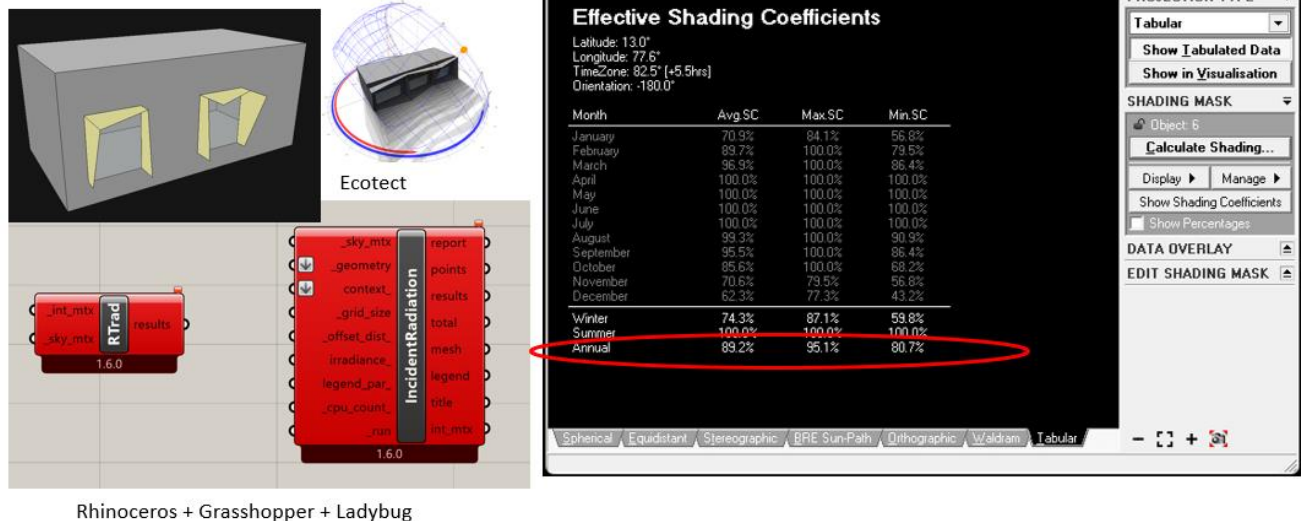 PROJECTION TYPE
Effective Shading Coefficients
Latitude: 13.0°
Longitude: 77.6°
TimeZone: 82.5° [+5.5hrs]
Orientation: -180.0°
Month Avg.SC Max.SC Min.SC
January 70.9% 84.1% 56.8%
February 89.7% 100.0% 79.5%
March 96.9% 100.0% 86.4%
April 100.0% 100.0% 100.0%
May 100.0% 100.0% 100.0%
June 100.0% 100.0% 100.0%
July 100.0% 100.0% 100.0%
August 99.3% 100.0% 90.9%
September 95.5% 100.0% 86.4%
October 85.6% 100.0% 68.2%
November 70.6% 79.5% 56.8%
December 62.3% 77.3% 43.2%
Winter 74.3% 87.1% 59.8%
Summer 100.0% 100.0% 100.0%
Annual 89.2% 95.1% 80.7%
Spherical Equidistant Stereographic BRE Sun-Path Orthographic Waldram Tabular
Tabular
Show Tabulated Data
Show in Visualisation
SHADING MASK
Object: 6
Calculate Shading...
Display Manage
Show Shading Coefficients
Show Percentages
DATA OVERLAY
EDIT SHADING MASK
Ecotect
_int_mtx
_sky_mtx
RTrad
results
1.6.0
_sky_mtx
_geometry
context_
_grid_size
_offset_dist_
irradiance_
legend_par_
_cpu_count_
_run
IncidentRadiation
report
points
results
total
mesh
legend
title
int_mtx
1.6.0
Rhinoceros + Grasshopper + Ladybug